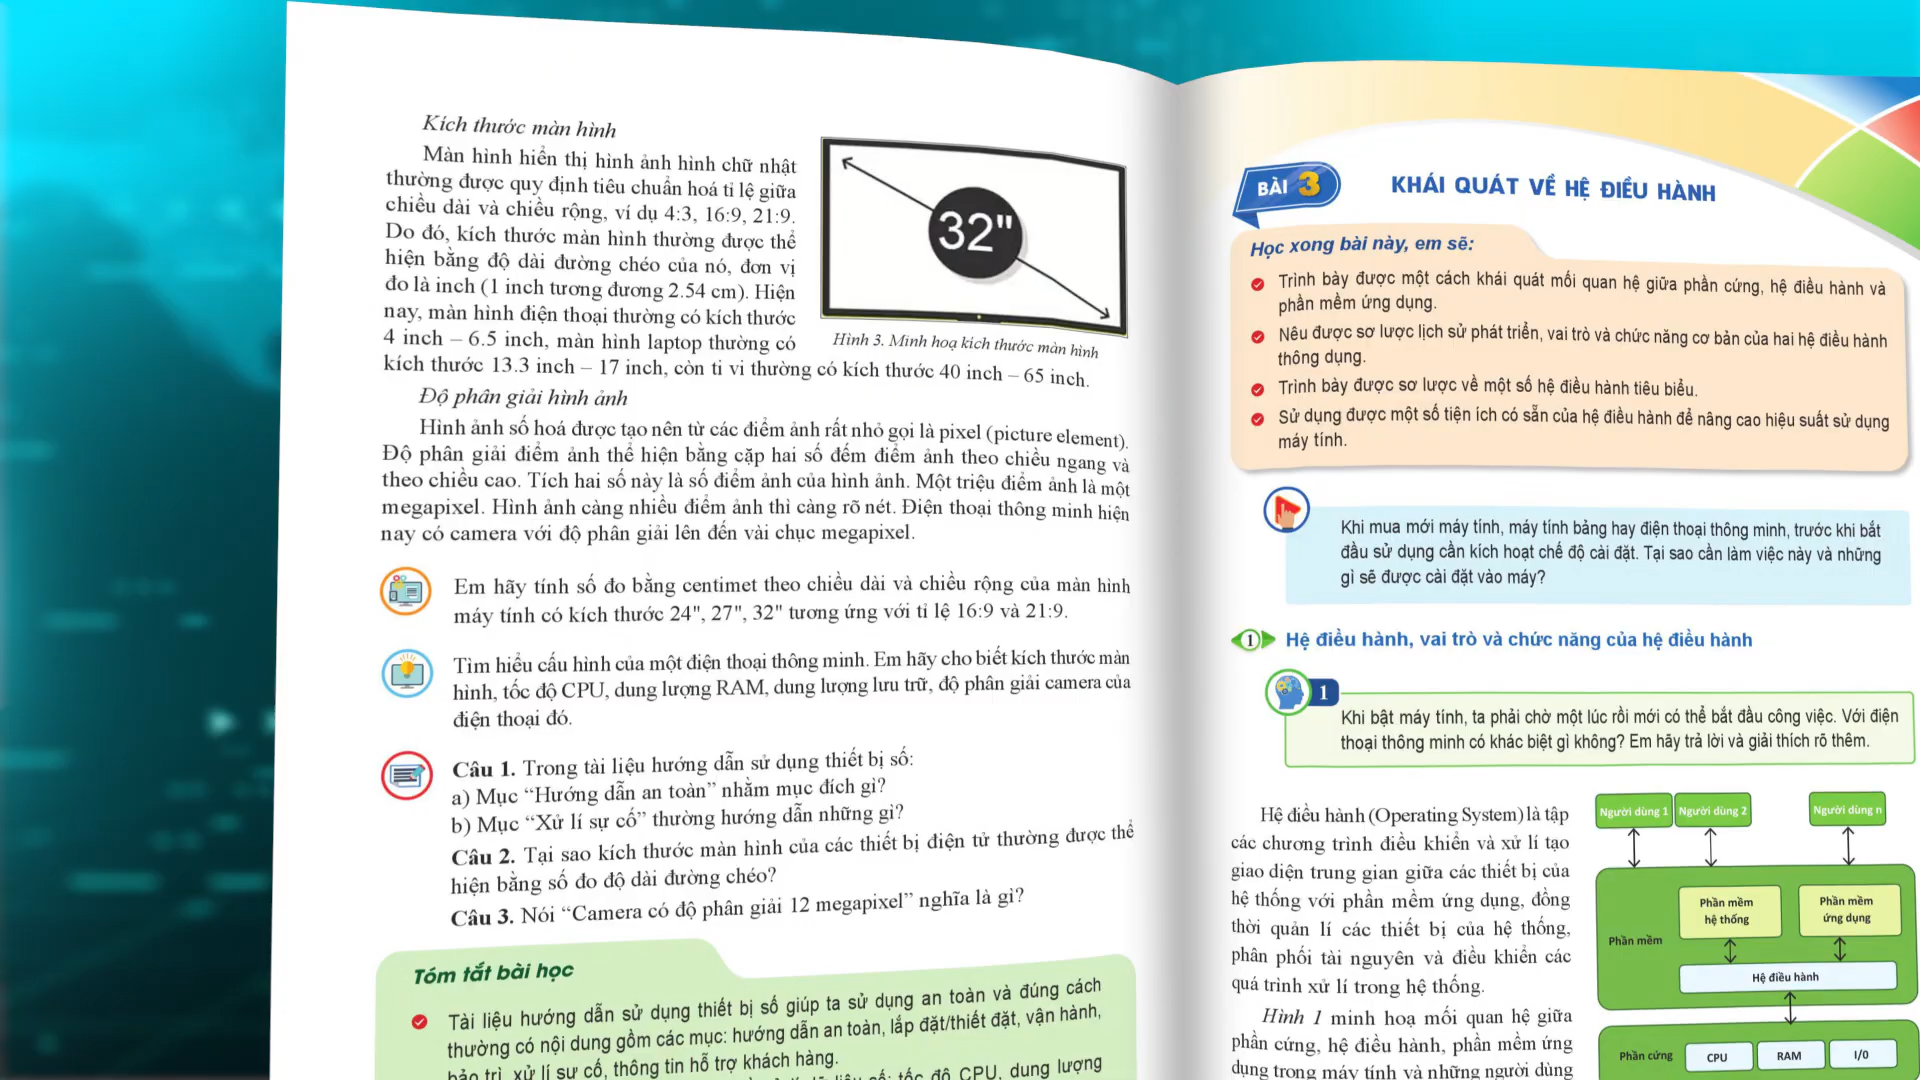 Kích thước màn hình
Màn hình hiển thị hình ảnh hình chữ nhật
thường được quy định tiêu chuẩn hoá tỉ lệ giữa
chiều dài và chiều rộng, ví dụ 4:3, 16:9, 21:9.
Do đó, kích thước màn hình thường được thể
hiện bằng độ dài đường chéo của nó, đơn vị
đo là inch (1 inch tương đương 2.54 cm). Hiện
nay, màn hình điện thoại thường có kích thước
4 inch – 6.5 inch, màn hình laptop thường có
kích thước 13.3 inch – 17 inch, còn ti vi thường có kích thước 40 inch – 65 inch.
32"
Hình 3. Minh hoạ kích thước màn hình
Độ phân giải hình ảnh
Hình ảnh số hoá được tạo nên từ các điểm ảnh rất nhỏ gọi là pixel (picture element).
Độ phân giải điểm ảnh thể hiện bằng cặp hai số đếm điểm ảnh theo chiều ngang và
theo chiều cao. Tích hai số này là số điểm ảnh của hình ảnh. Một triệu điểm ảnh là một
megapixel. Hình ảnh càng nhiều điểm ảnh thì càng rõ nét. Điện thoại thông minh hiện
nay có camera với độ phân giải lên đến vài chục megapixel.
Em hãy tính số đo bằng centimet theo chiều dài và chiều rộng của màn hình
máy tính có kích thước 24", 27", 32" tương ứng với tỉ lệ 16:9 và 21:9.
Tìm hiểu cấu hình của một điện thoại thông minh. Em hãy cho biết kích thước màn
hình, tốc độ CPU, dung lượng RAM, dung lượng lưu trữ, độ phân giải camera của
điện thoại đó.
Câu 1. Trong tài liệu hướng dẫn sử dụng thiết bị số:
a) Mục “Hướng dẫn an toàn” nhằm mục đích gì?
b) Mục “Xử lí sự cố” thường hướng dẫn những gì?
Câu 2. Tại sao kích thước màn hình của các thiết bị điện tử thường được thể
hiện bằng số đo độ dài đường chéo?
Câu 3. Nói “Camera có độ phân giải 12 megapixel” nghĩa là gì?
Tóm tắt bài học
Tài liệu hướng dẫn sử dụng thiết bị số giúp ta sử dụng an toàn và đúng cách
thường có nội dung gồm các mục: hướng dẫn an toàn, lắp đặt/thiết đặt, vận hành,
bảo trì, xử lí sự cố, thông tin hỗ trợ khách hàng.
số: tốc độ CPU, dung lượng
BÀI 3
KHÁI QUÁT VỀ HỆ ĐIỀU HÀNH
Học xong bài này, em sẽ:
Trình bày được một cách khái quát mối quan hệ giữa phần cứng, hệ điều hành và
phần mềm ứng dụng.
Nêu được sơ lược lịch sử phát triển, vai trò và chức năng cơ bản của hai hệ điều hành
thông dụng.
Trình bày được sơ lược về một số hệ điều hành tiêu biểu.
Sử dụng được một số tiện ích có sẵn của hệ điều hành để nâng cao hiệu suất sử dụng
máy tính.
Khi mua mới máy tính, máy tính bảng hay điện thoại thông minh, trước khi bắt
đầu sử dụng cần kích hoạt chế độ cài đặt. Tại sao cần làm việc này và những
gì sẽ được cài đặt vào máy?
1 Hệ điều hành, vai trò và chức năng của hệ điều hành
1
Khi bật máy tính, ta phải chờ một lúc rồi mới có thể bắt đầu công việc. Với điện
thoại thông minh có khác biệt gì không? Em hãy trả lời và giải thích rõ thêm.
Hệ điều hành (Operating System) là tập
các chương trình điều khiển và xử lí tạo
giao diện trung gian giữa các thiết bị của
hệ thống với phần mềm ứng dụng, đồng
thời quản lí các thiết bị của hệ thống,
phân phối tài nguyên và điều khiển các
quá trình xử lí trong hệ thống.
Hình 1 minh hoạ mối quan hệ giữa
phần cứng, hệ điều hành, phần mềm ứng
dụng trong máy tính và những người dùng
Người dùng 1 Người dùng 2 Người dùng n
Phần mềm
hệ thống
Phần mềm
ứng dụng
Phần mềm
Hệ điều hành
Phần cứng CPU RAM I/0